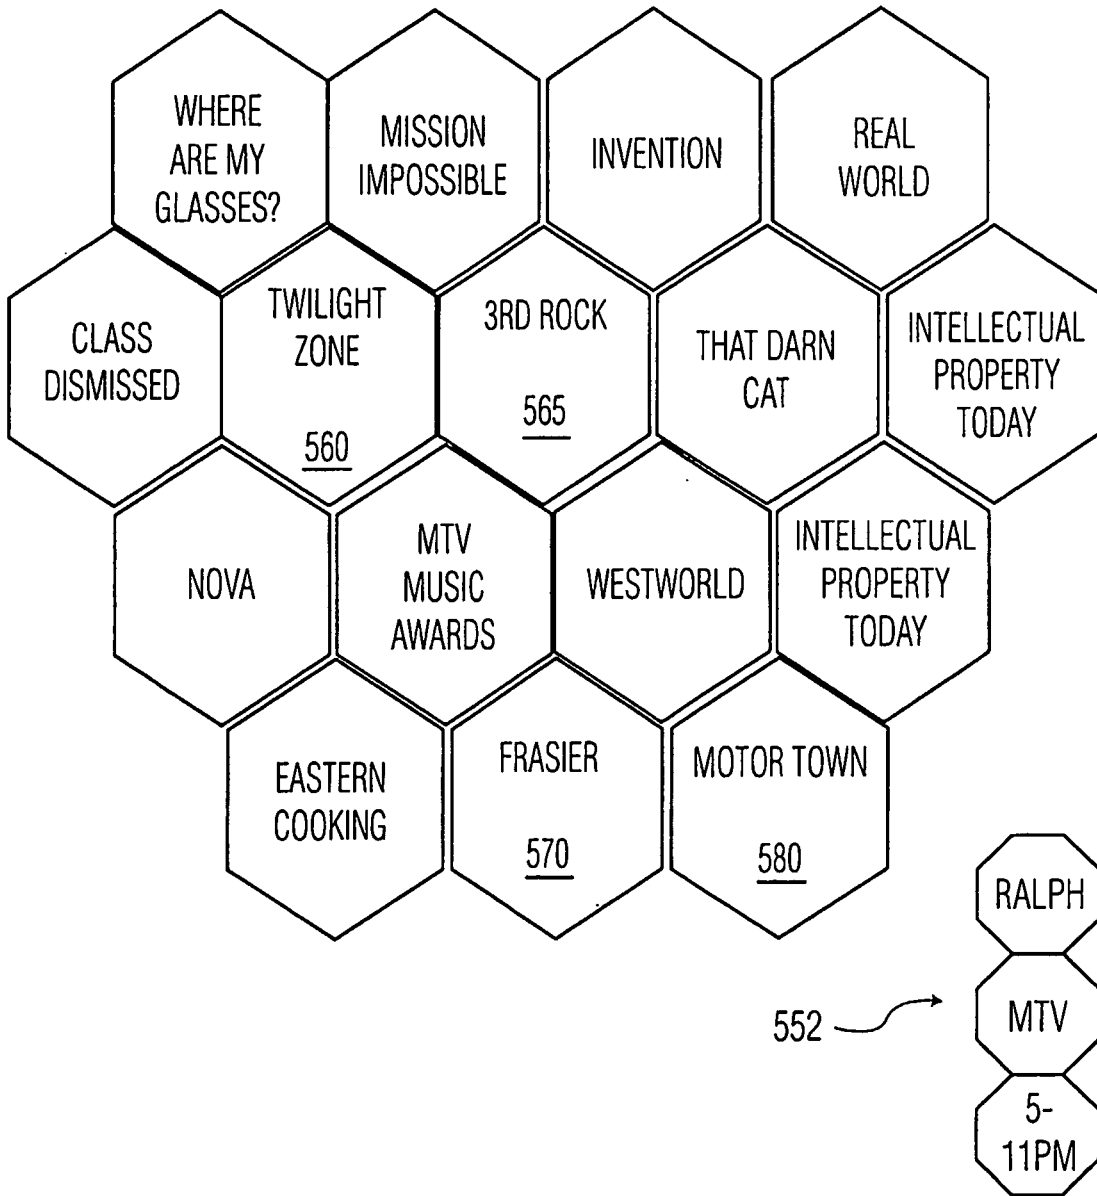 WHERE
ARE MY
GLASSES?
MISSION
IMPOSSIBLE
INVENTION
REAL
WORLD
CLASS
DISMISSED
TWILIGHT
ZONE
560
3RD ROCK
565
THAT DARN
CAT
INTELLECTUAL
PROPERTY
TODAY
NOVA
MTV
MUSIC
AWARDS
WESTWORLD
INTELLECTUAL
PROPERTY
TODAY
EASTERN
COOKING
FRASIER
570
MOTOR TOWN
580
552
RALPH
MTV
5-
11PM